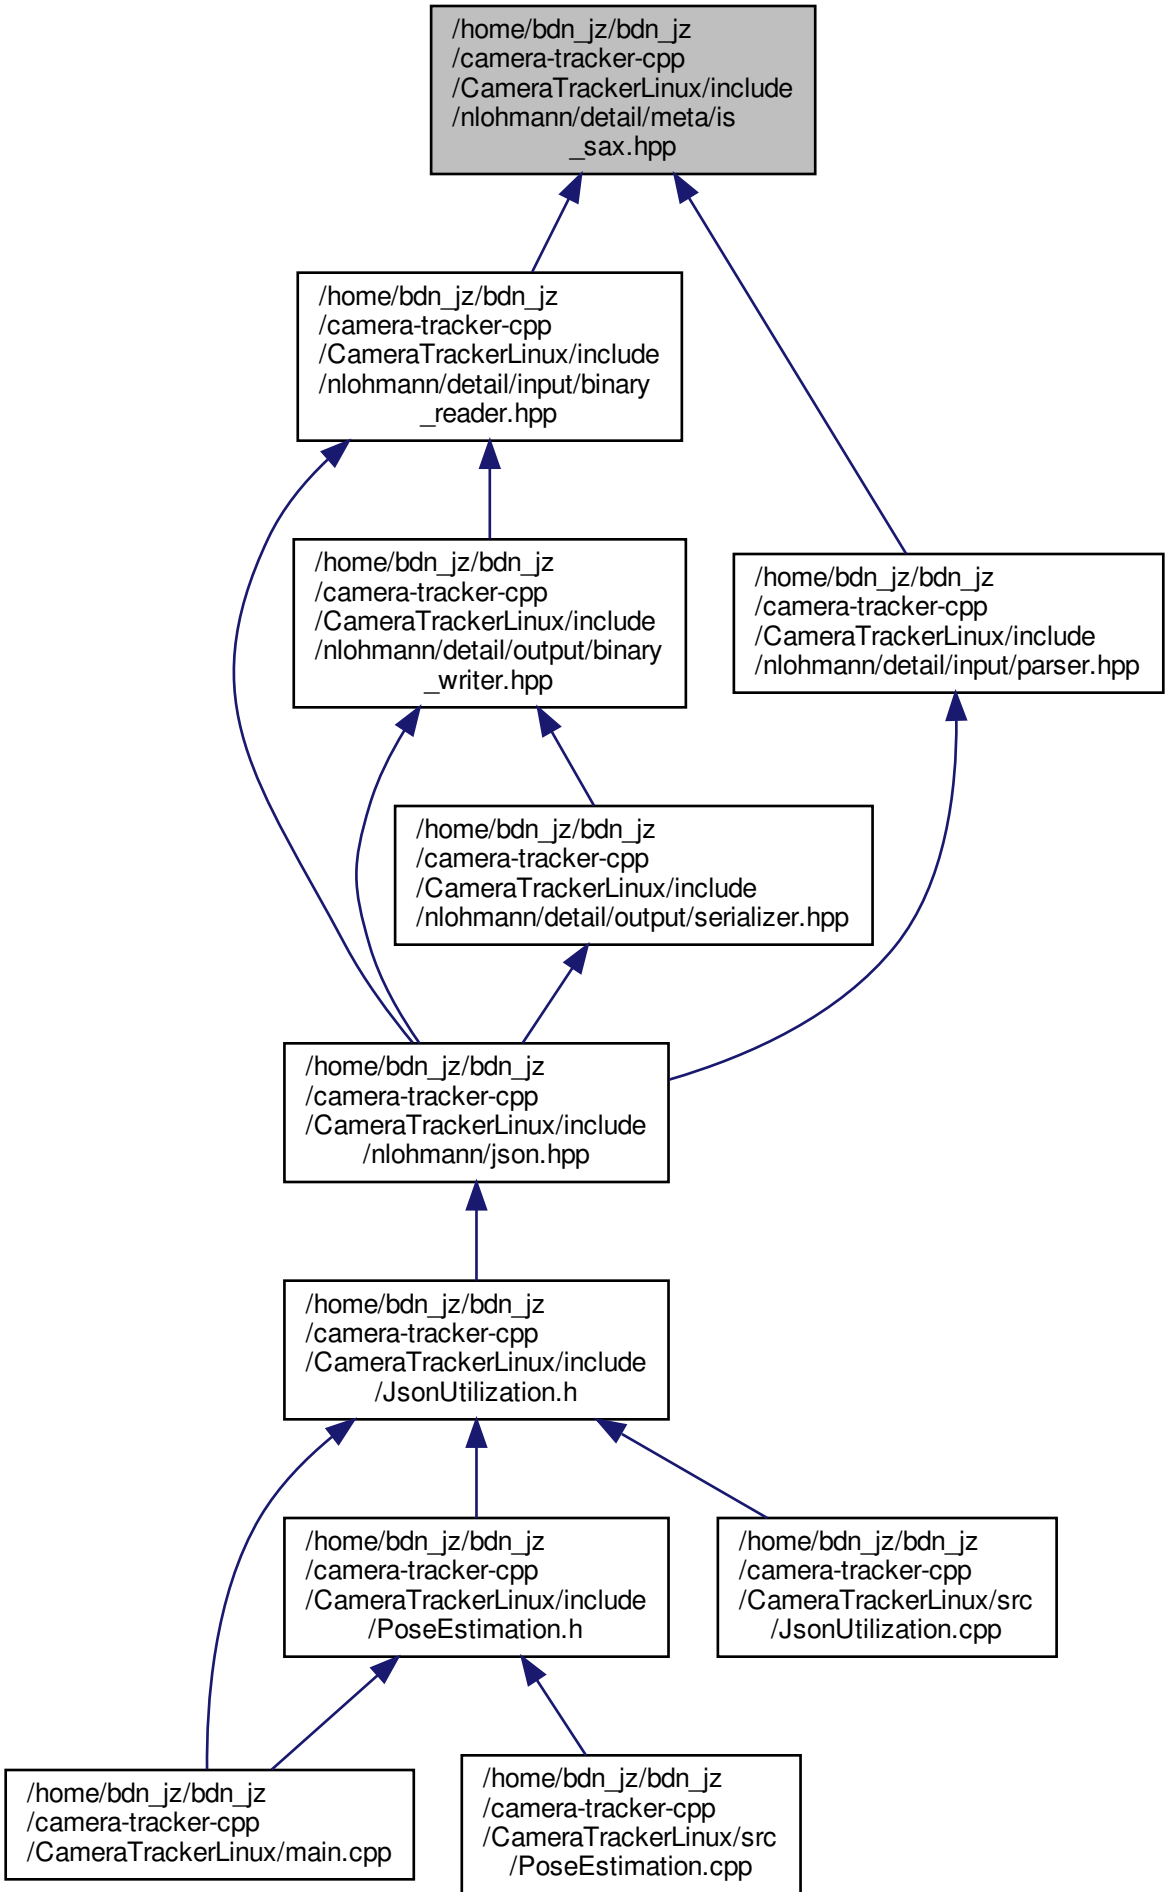 /home/bdn_jz/bdn_jz
/camera-tracker-cpp
/CameraTrackerLinux/include
/nlohmann/detail/meta/is
_sax.hpp
/home/bdn_jz/bdn_jz
/camera-tracker-cpp
/CameraTrackerLinux/include
/nlohmann/detail/input/binary
_reader.hpp
/home/bdn_jz/bdn_jz
/camera-tracker-cpp
/CameraTrackerLinux/include
/nlohmann/detail/output/binary
_writer.hpp
/home/bdn_jz/bdn_jz
/camera-tracker-cpp
/CameraTrackerLinux/include
/nlohmann/detail/input/parser.hpp
/home/bdn_jz/bdn_jz
/camera-tracker-cpp
/CameraTrackerLinux/include
/nlohmann/detail/output/serializer.hpp
/home/bdn_jz/bdn_jz
/camera-tracker-cpp
/CameraTrackerLinux/include
/nlohmann/json.hpp
/home/bdn_jz/bdn_jz
/camera-tracker-cpp
/CameraTrackerLinux/include
/JsonUtilization.h
/home/bdn_jz/bdn_jz
/camera-tracker-cpp
/CameraTrackerLinux/include
/PoseEstimation.h
/home/bdn_jz/bdn_jz
/camera-tracker-cpp
/CameraTrackerLinux/src
/JsonUtilization.cpp
/home/bdn_jz/bdn_jz
/camera-tracker-cpp
/CameraTrackerLinux/main.cpp
/home/bdn_jz/bdn_jz
/camera-tracker-cpp
/CameraTrackerLinux/src
/PoseEstimation.cpp